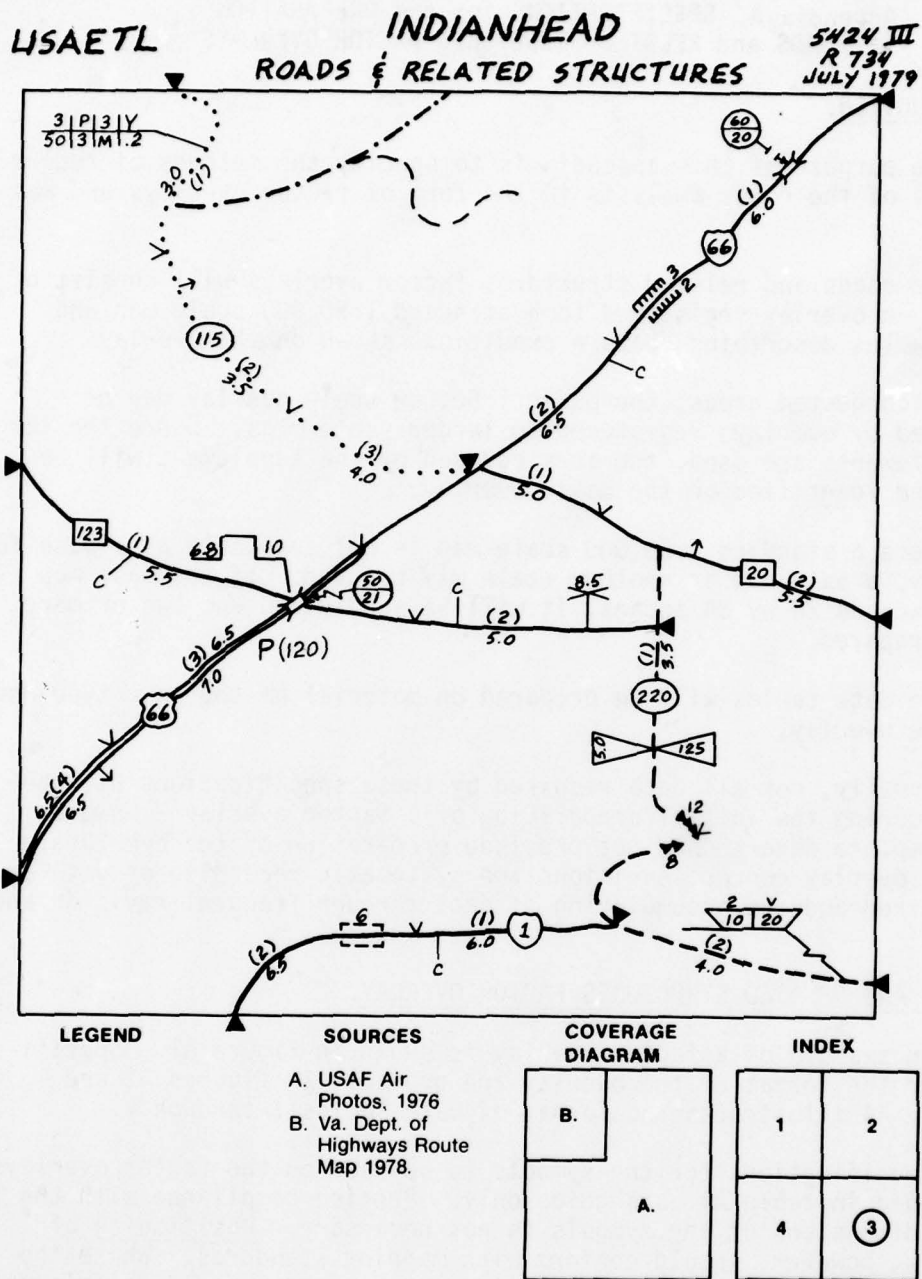 USAETL
INDIANHEAD
ROADS & RELATED STRUCTURES
5424 III
R 734
JULY 1979
3 | P | 3 | Y
50 | 3 | M | .2
3.0 (1)
60
20
(1)
6.0
66
3
2
C
115
(2)
3.5
(2)
6.5
(3)
4.0
(1)
5.0
123
(1)
5.5
C
6.8
10
50
21
C
8.5
20
(2)
5.5
(2)
5.0
P(120)
(3) 6.5
7.0
66
(1)
3.5
220
5.0
125
6.5(4)
6.5
12
8
2 V
10 20
6
(1)
6.0
1
(2)
6.5
C
(2)
4.0
LEGEND
SOURCES
A. USAF Air
Photos, 1976
B. Va. Dept. of
Highways Route
Map 1978.
COVERAGE
DIAGRAM
B.
A.
INDEX
1 2
4 3